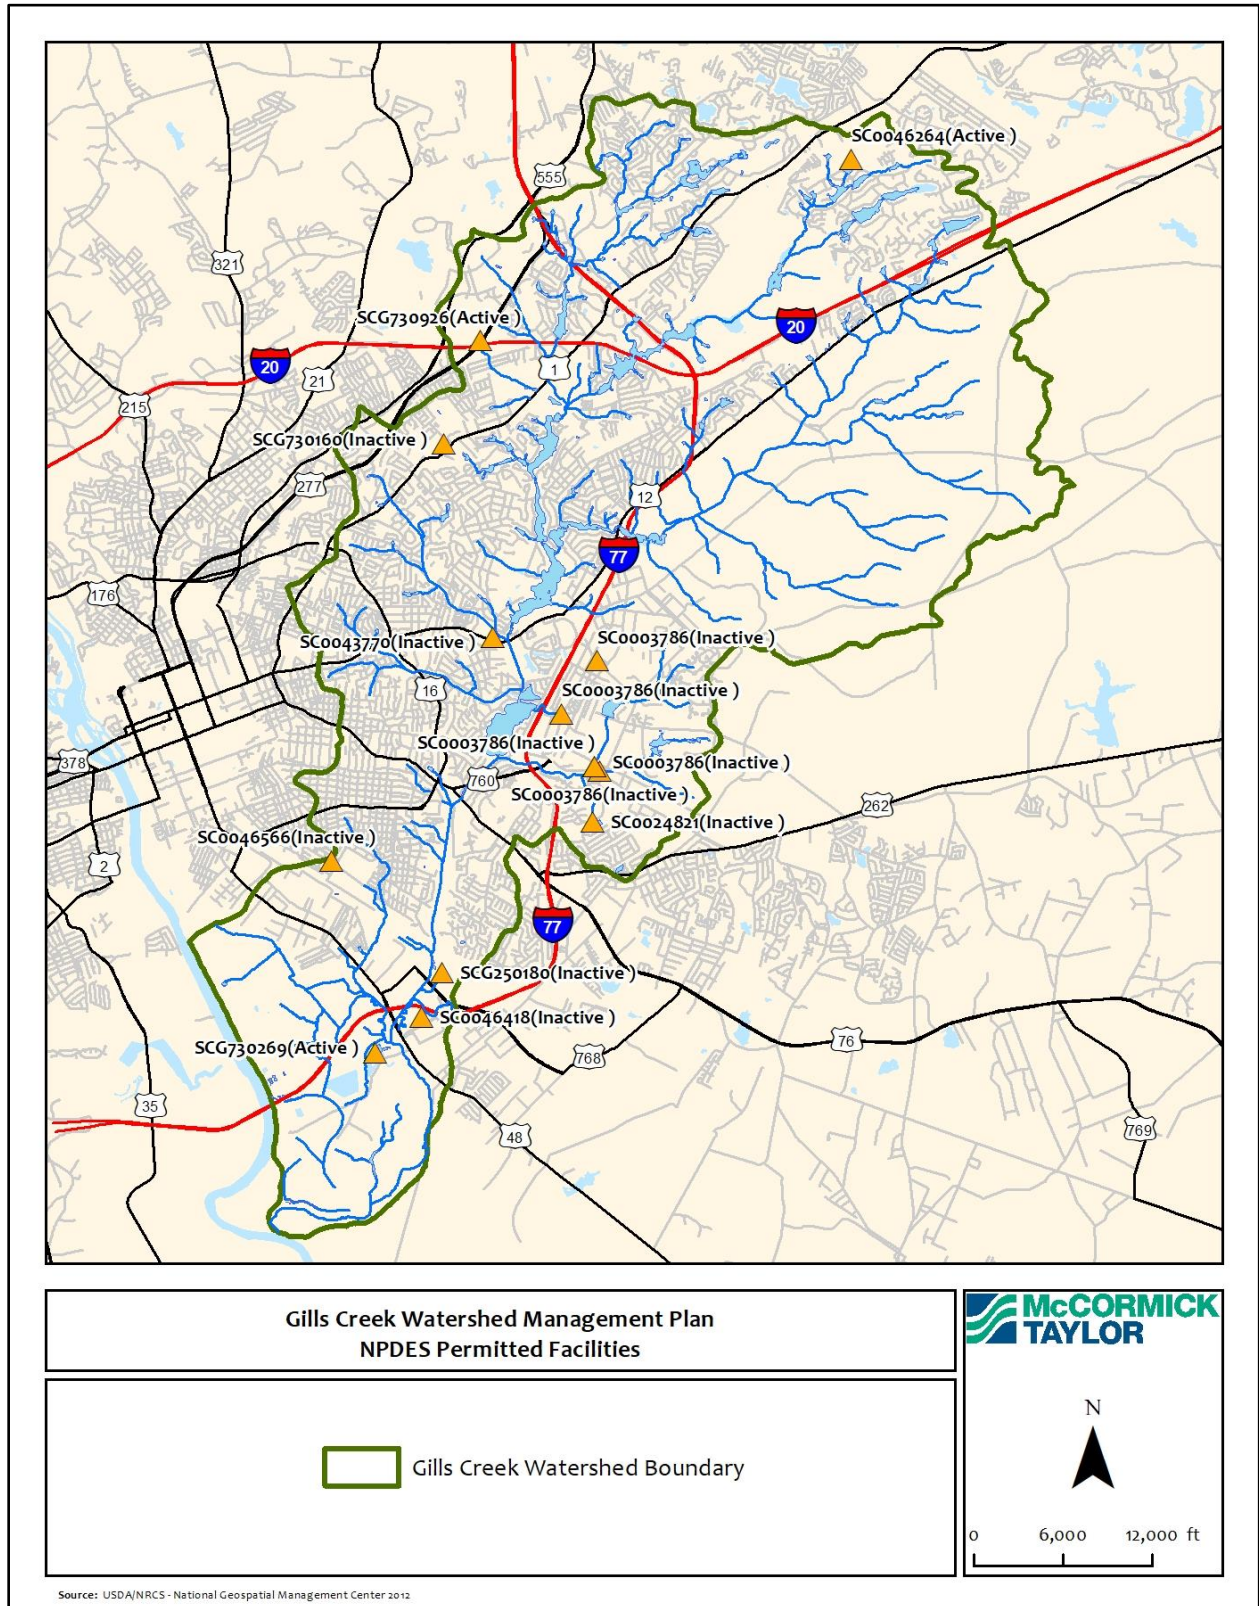 SC0046264(Active )
555
321
SCG730926(Active )
20
20
1
21
215
SCG730160(Inactive )
277
12
77
176
SC0043770(Inactive )
SC0003786(Inactive )
16
SC0003786(Inactive )
SC0003786(Inactive )
378
760
SC0003786(Inactive )
SC0003786(Inactive )
262
SC0024821(Inactive )
SC0046566(Inactive )
2
77
SCG250180(Inactive )
SC0046418(Inactive )
SCG730269(Active )
76
768
35
48
769
Gills Creek Watershed Management Plan
NPDES Permitted Facilities
McCORMICK
TAYLOR
N
Gills Creek Watershed Boundary
0 6,000 12,000 ft
Source: USDA/NRCS - National Geospatial Management Center 2012